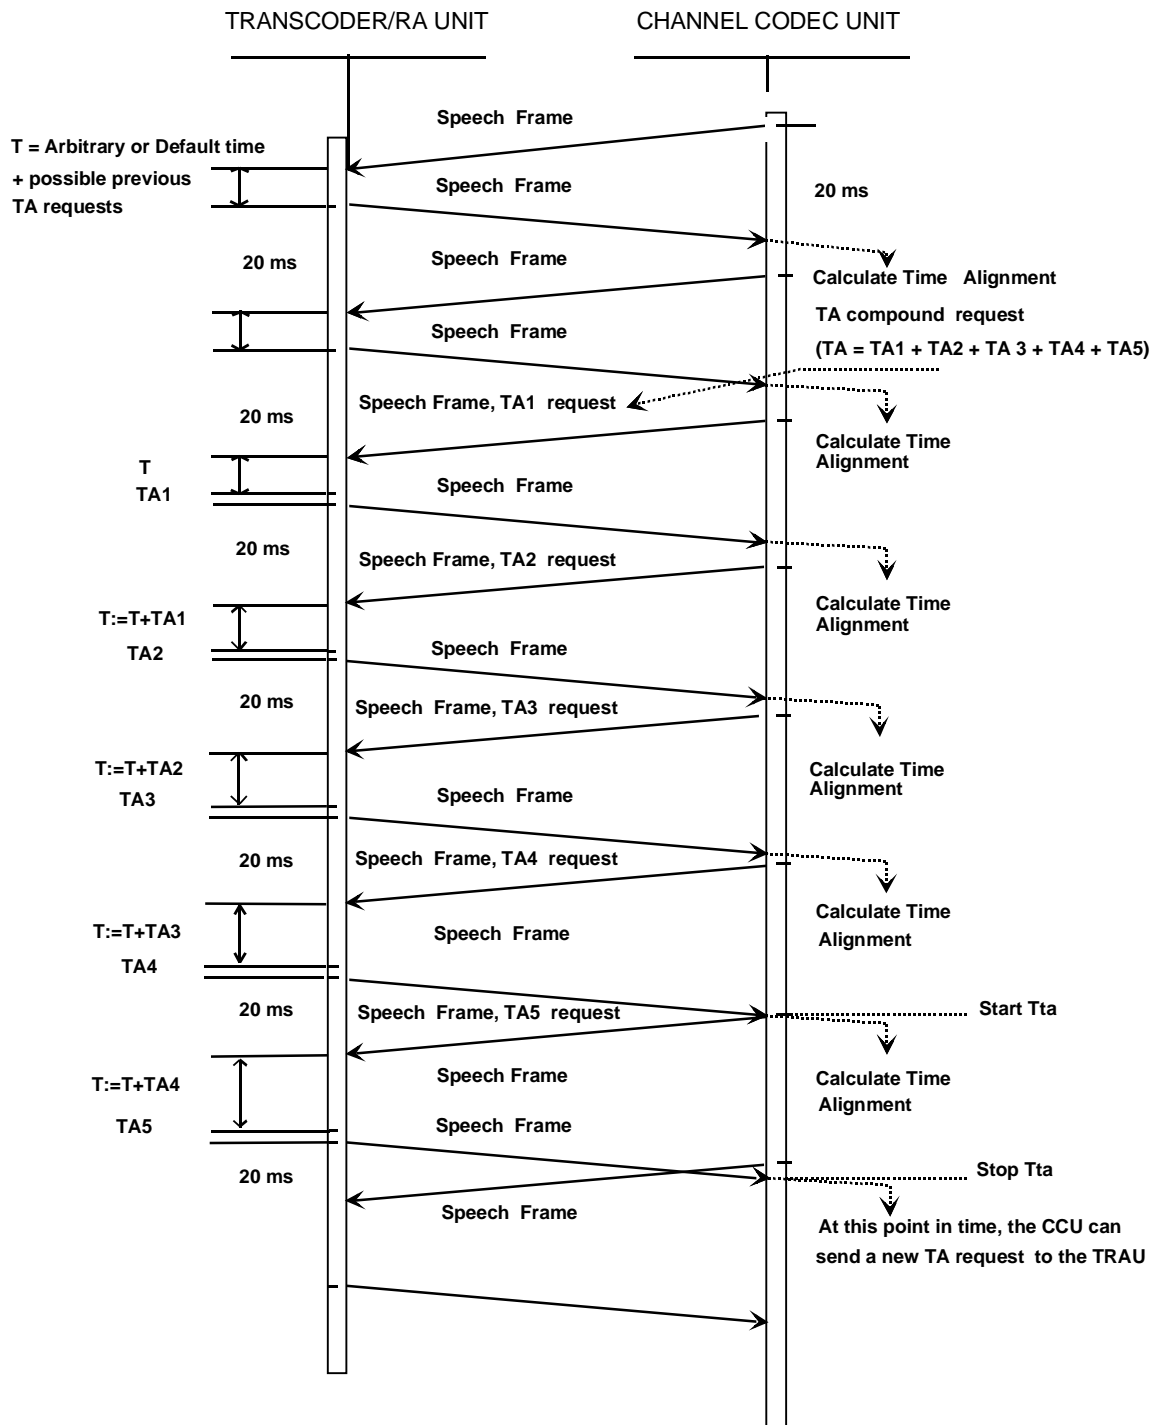 TRANSCODER/RA UNIT
CHANNEL CODEC UNIT
Speech Frame
T = Arbitrary or Default time
+ possible previous
TA requests
Speech Frame
20 ms
20 ms
Speech Frame
Calculate Time Alignment
TA compound request
(TA = TA1 + TA2 + TA 3 + TA4 + TA5)
Speech Frame
Speech Frame, TA1 request
20 ms
Calculate Time
Alignment
T
TA1
Speech Frame
20 ms
Speech Frame, TA2 request
Calculate Time
Alignment
T:=T+TA1
TA2
Speech Frame
20 ms
Speech Frame, TA3 request
T:=T+TA2
TA3
Calculate Time
Alignment
Speech Frame
20 ms
Speech Frame, TA4 request
Calculate Time
Alignment
T:=T+TA3
TA4
Speech Frame
20 ms
Speech Frame, TA5 request
Start Tta
T:=T+TA4
TA5
Speech Frame
Calculate Time
Alignment
Speech Frame
20 ms
Stop Tta
Speech Frame
At this point in time, the CCU can
send a new TA request to the TRAU